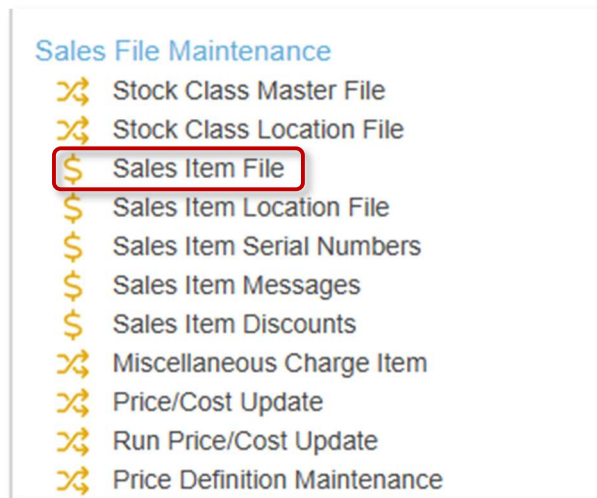 Sales File Maintenance
Stock Class Master File
Stock Class Location File
$ Sales Item File
$ Sales Item Location File
$ Sales Item Serial Numbers
$ Sales Item Messages
$ Sales Item Discounts
Miscellaneous Charge Item
Price/Cost Update
Run Price/Cost Update
Price Definition Maintenance